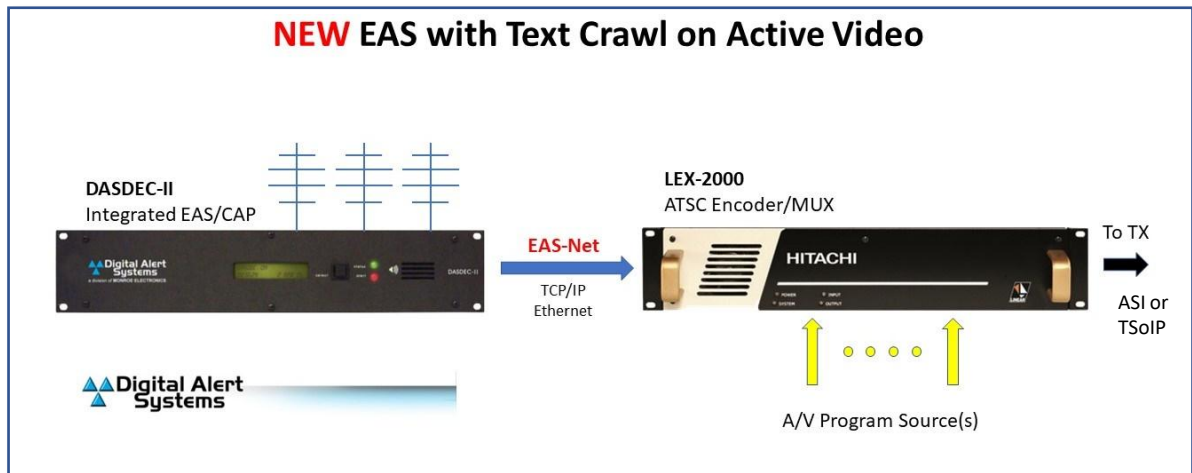 NEW EAS with Text Crawl on Active Video
DASDEC-II
Integrated EAS/CAP
Digital Alert
Systems
a division of MONROE ELECTRONICS
DASDEC-II
EAS-Net
TCP/IP
Ethernet
LEX-2000
ATSC Encoder/MUX
HITACHI
POWER
INPUT
SYSTEM
OUTPUT
LINEAR
To TX
ASI or
TSoIP
Digital Alert
Systems
A/V Program Source(s)